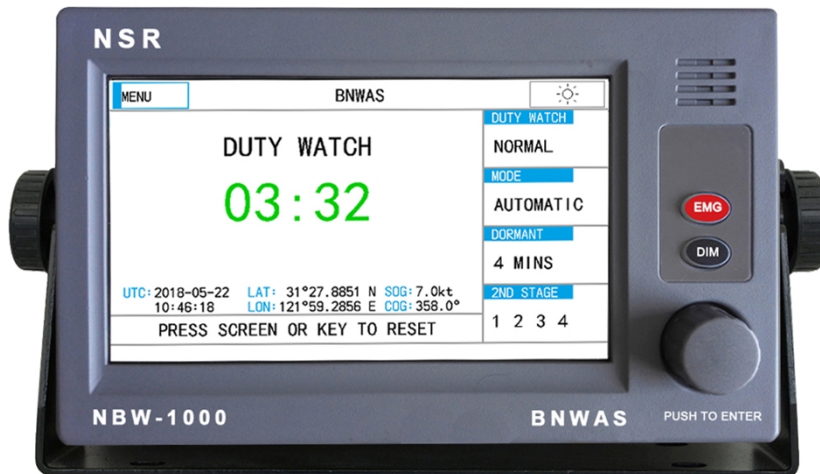 NSR
MENU
BNWAS
DUTY WATCH
03:32
UTC: 2018-05-22 LAT: 31°27.8851 N SOG: 7.0kt
10:46:18 LON: 121°59.2856 E COG: 358.0°
PRESS SCREEN OR KEY TO RESET
DUTY WATCH
NORMAL
MODE
AUTOMATIC
DORMANT
4 MINS
2ND STAGE
1 2 3 4
EMG
DIM
NBW-1000
BNWAS
PUSH TO ENTER